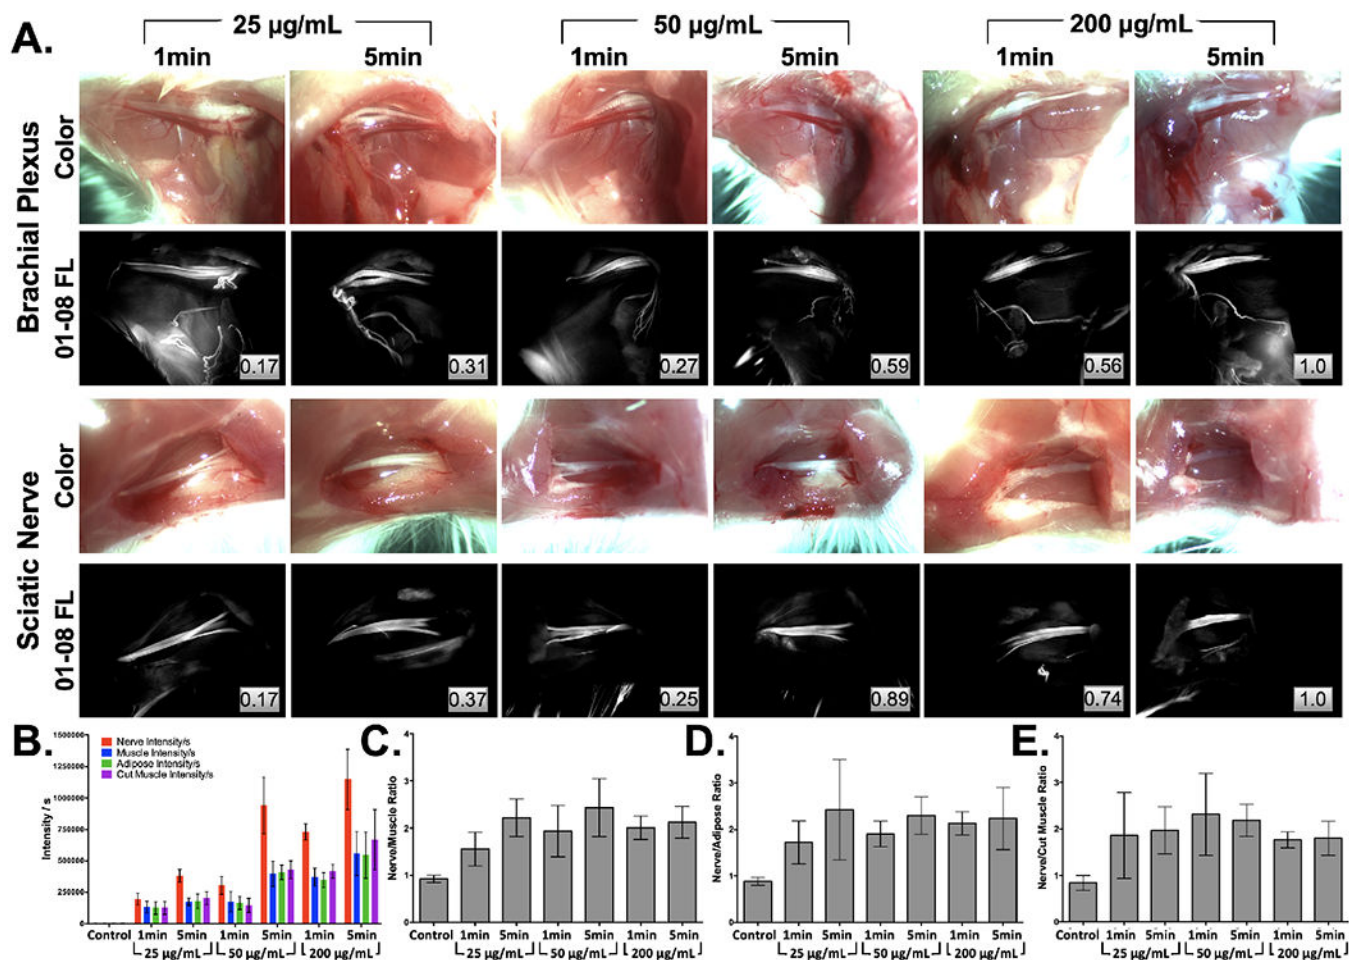 A.
25 µg/mL 50 µg/mL 200 µg/mL
1min 5min 1min 5min 1min 5min
Brachial Plexus
Color
01-08 FL
0.17 0.31 0.27 0.59 0.56 1.0
Sciatic Nerve
Color
01-08 FL
0.17 0.37 0.25 0.89 0.74 1.0
B.
Intensity / s
1500000
1250000
1000000
750000
500000
250000
0
Nerve Intensity/s
Muscle Intensity/s
Adipose Intensity/s
Cut Muscle Intensity/s
Control 1min 5min 1min 5min 1min 5min
25 µg/mL 50 µg/mL 200 µg/mL
C.
Nerve/Muscle Ratio
4
3
2
1
0
Control 1min 5min 1min 5min 1min 5min
25 µg/mL 50 µg/mL 200 µg/mL
D.
Nerve/Adipose Ratio
4
3
2
1
0
Control 1min 5min 1min 5min 1min 5min
25 µg/mL 50 µg/mL 200 µg/mL
E.
Nerve/Cut Muscle Ratio
4
3
2
1
0
Control 1min 5min 1min 5min 1min 5min
25 µg/mL 50 µg/mL 200 µg/mL